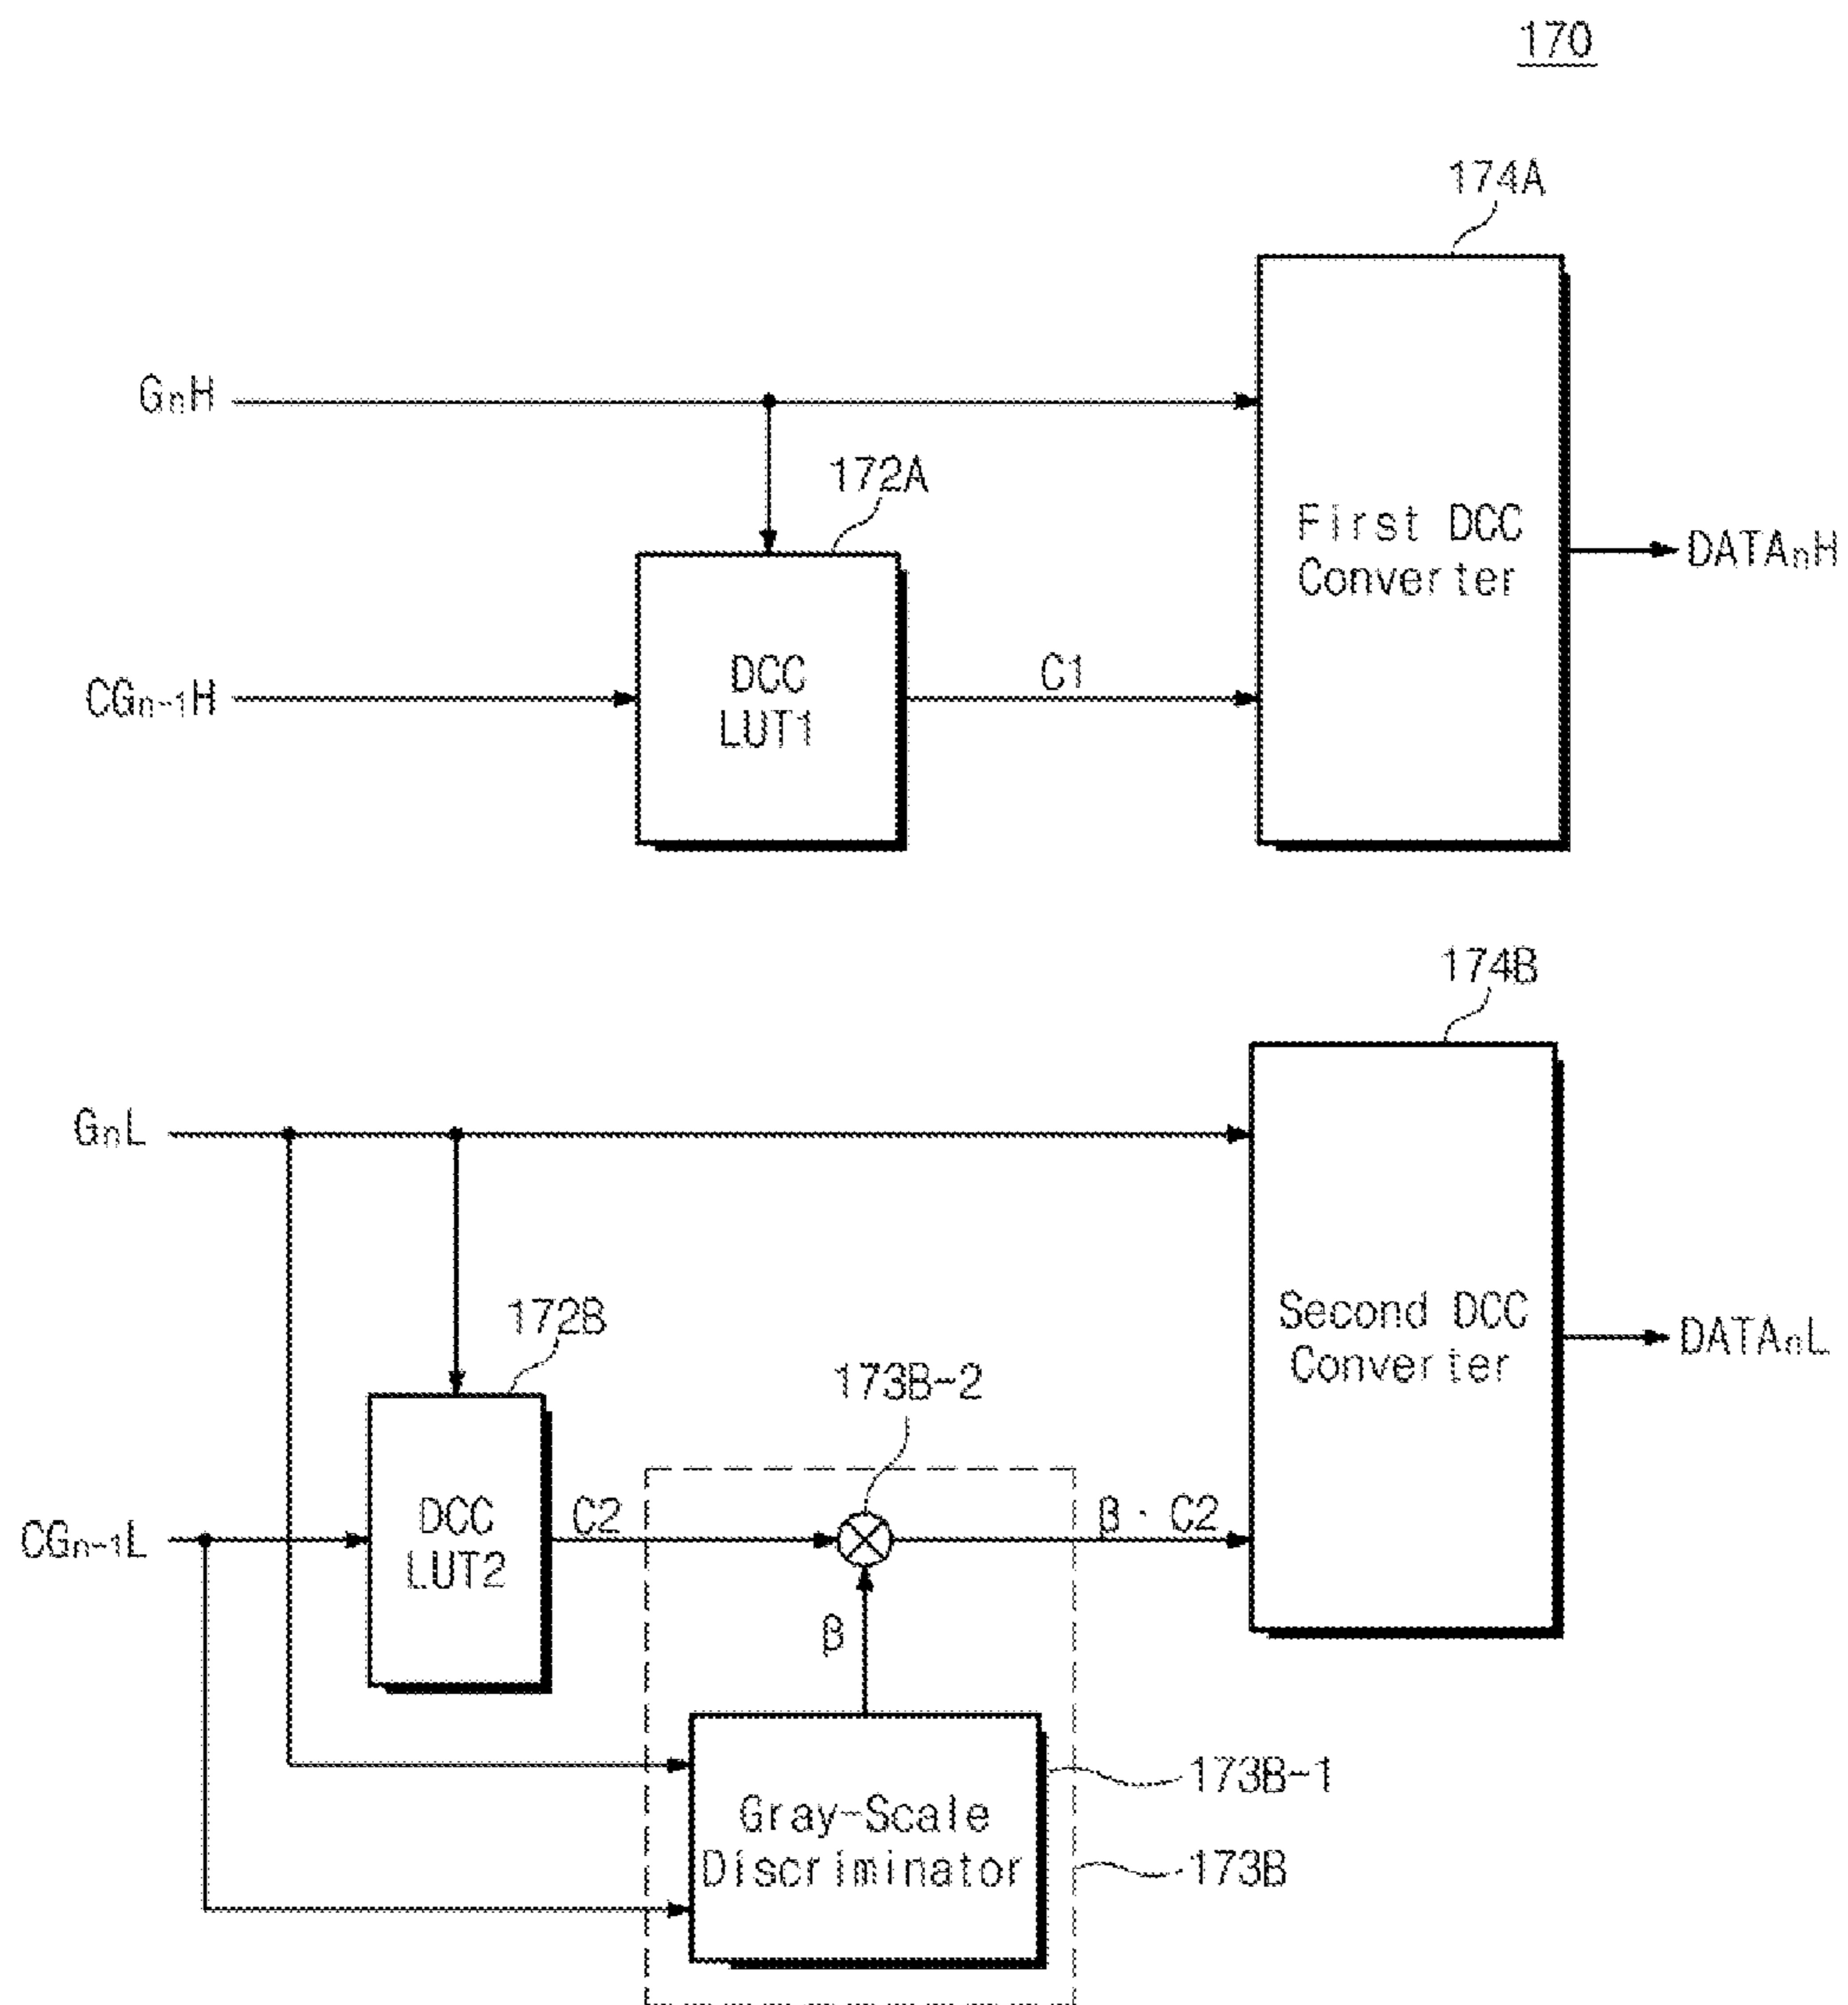 170
174A
GnH
172A
First DCC
Converter
DATAnH
CGn-1H
DCC
LUT1
C1
174B
GnL
172B
Second DCC
Converter
DATAnL
173B-2
CGn-1L
DCC
LUT2
C2
β · C2
β
173B-1
Gray-Scale
Discriminator
173B